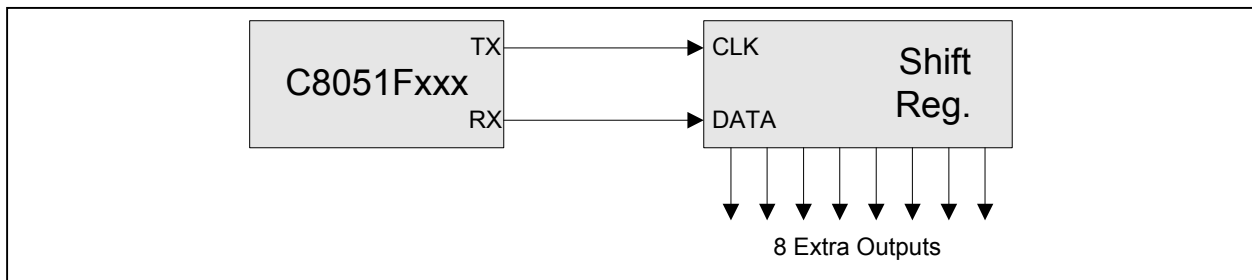 TX
CLK
C8051Fxxx
Shift
Reg.
RX
DATA
8 Extra Outputs